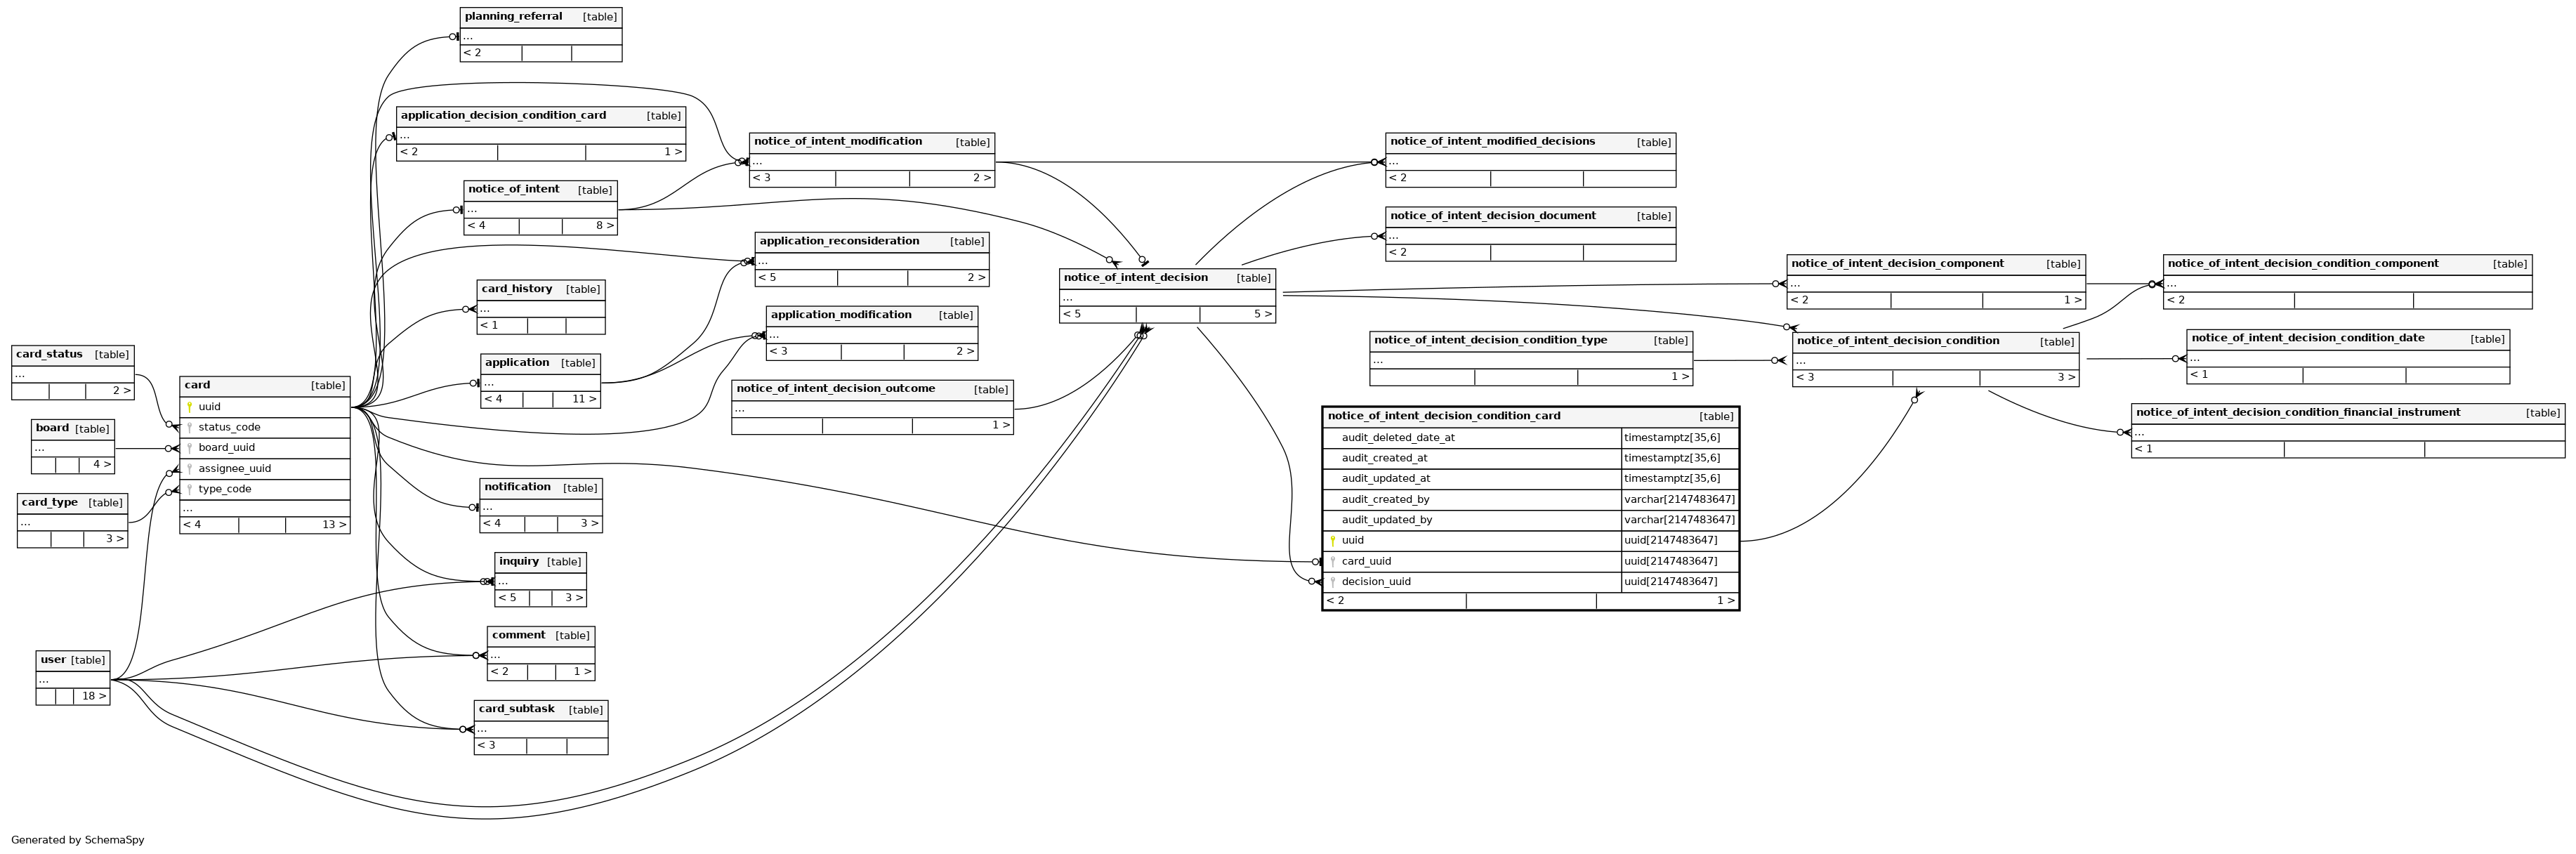 planning_referral [table]
...
< 2
application_decision_condition_card [table]
...
< 2 1 >
notice_of_intent [table]
...
< 4 8 >
card_history [table]
...
< 1
application [table]
...
< 4 11 >
card_status [table]
...
2 >
board [table]
...
4 >
card_type [table]
...
3 >
user [table]
...
18 >
card [table]
uuid
status_code
board_uuid
assignee_uuid
type_code
...
< 4 13 >
notification [table]
...
< 4 3 >
inquiry [table]
...
< 5 3 >
comment [table]
...
< 2 1 >
card_subtask [table]
...
< 3
notice_of_intent_modification [table]
...
< 3 2 >
application_reconsideration [table]
...
< 5 2 >
application_modification [table]
...
< 3 2 >
notice_of_intent_decision_outcome [table]
...
1 >
notice_of_intent_decision [table]
...
< 5 5 >
notice_of_intent_modified_decisions [table]
...
< 2
notice_of_intent_decision_document [table]
...
< 2
notice_of_intent_decision_condition_type [table]
...
1 >
notice_of_intent_decision_condition_card [table]
audit_deleted_date_at timestamptz[35,6]
audit_created_at timestamptz[35,6]
audit_updated_at timestamptz[35,6]
audit_created_by varchar[2147483647]
audit_updated_by varchar[2147483647]
uuid uuid[2147483647]
card_uuid uuid[2147483647]
decision_uuid uuid[2147483647]
< 2 1 >
notice_of_intent_decision_component [table]
...
< 2 1 >
notice_of_intent_decision_condition [table]
...
< 3 3 >
notice_of_intent_decision_condition_component [table]
...
< 2
notice_of_intent_decision_condition_date [table]
...
< 1
notice_of_intent_decision_condition_financial_instrument [table]
...
< 1
Generated by SchemaSpy